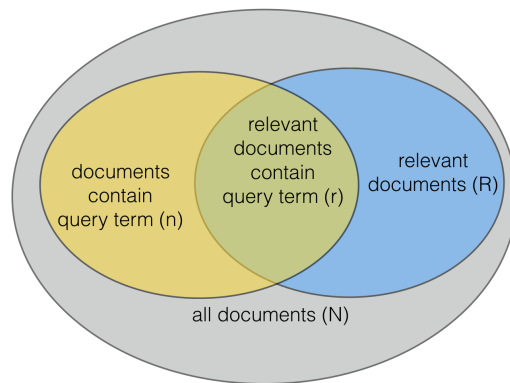 documents
contain
query term (n)
relevant
documents
contain
query term (r)
relevant
documents (R)
all documents (N)